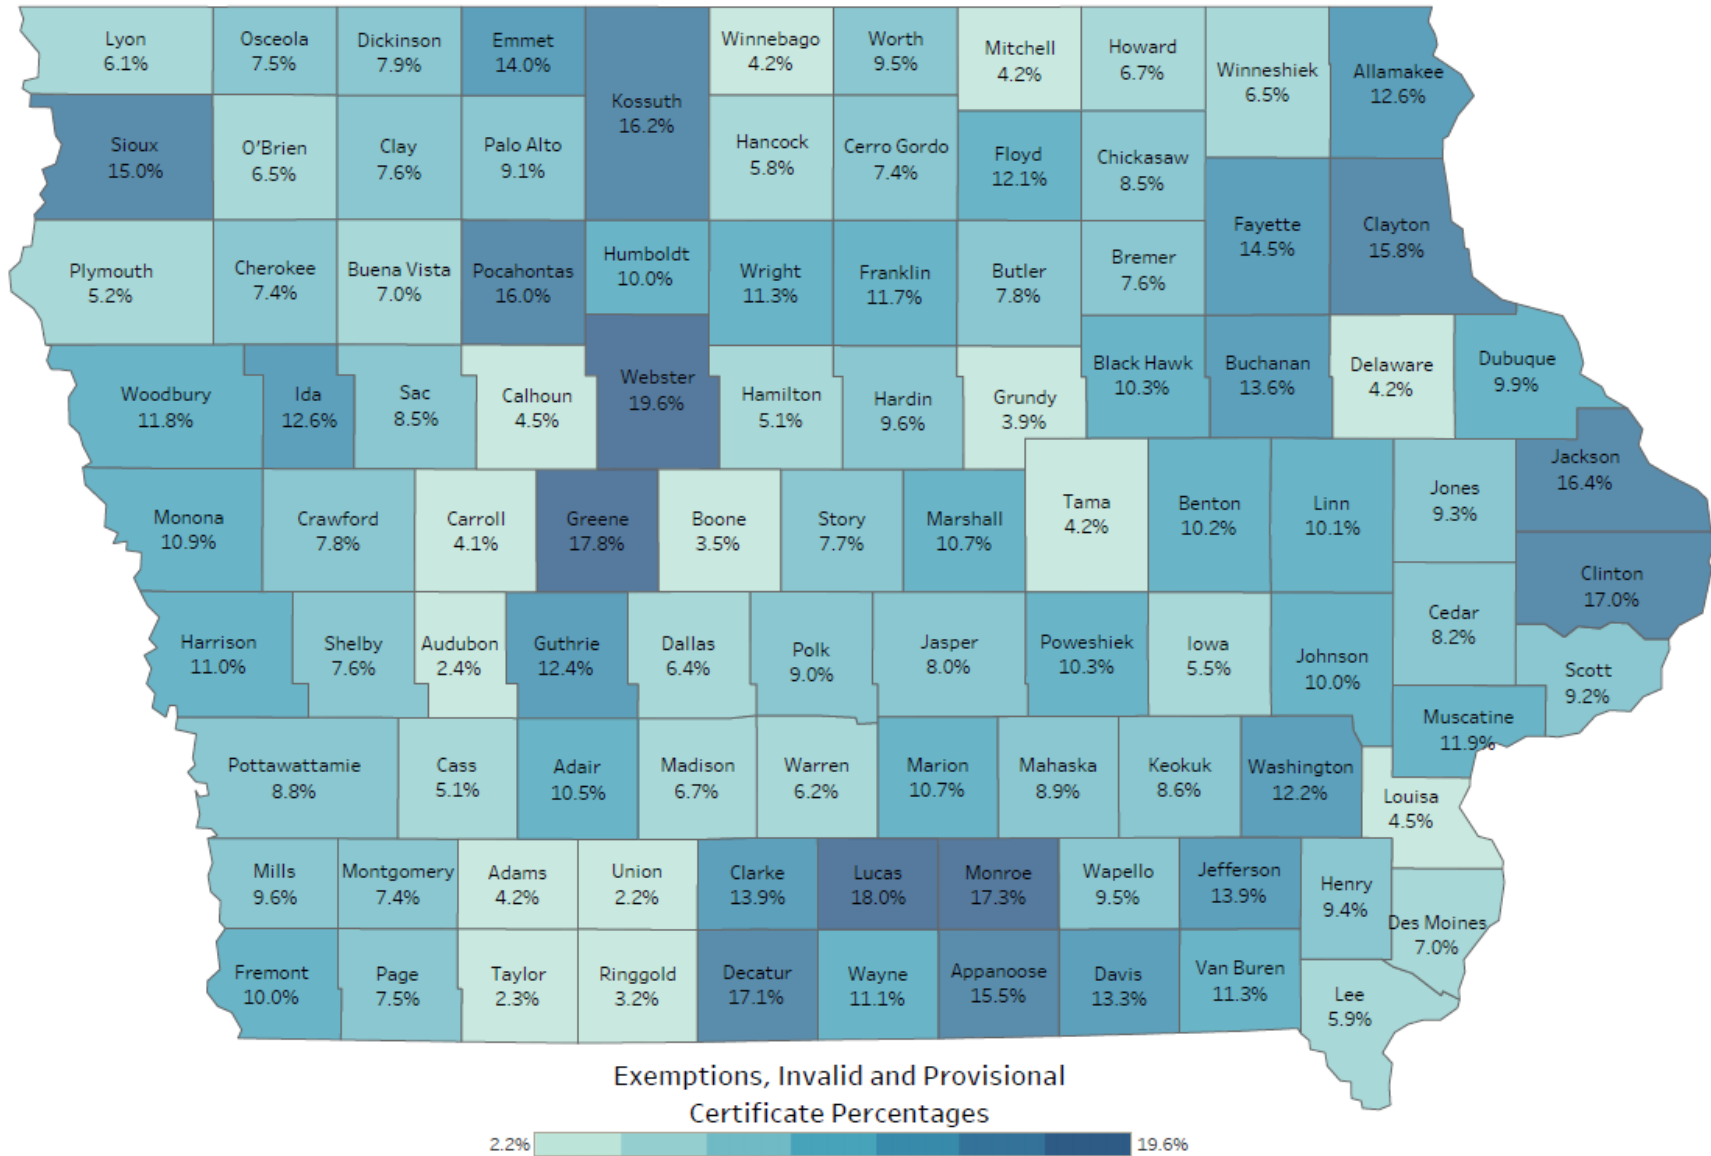 Lyon
6.1%
Osceola
7.5%
Dickinson
7.9%
Emmet
14.0%
Kossuth
16.2%
Winnebago
4.2%
Worth
9.5%
Mitchell
4.2%
Howard
6.7%
Winneshiek
6.5%
Allamakee
12.6%
Sioux
15.0%
O'Brien
6.5%
Clay
7.6%
Palo Alto
9.1%
Hancock
5.8%
Cerro Gordo
7.4%
Floyd
12.1%
Chickasaw
8.5%
Fayette
14.5%
Clayton
15.8%
Plymouth
5.2%
Cherokee
7.4%
Buena Vista
7.0%
Pocahontas
16.0%
Humboldt
10.0%
Wright
11.3%
Franklin
11.7%
Butler
7.8%
Bremer
7.6%
Woodbury
11.8%
Ida
12.6%
Sac
8.5%
Calhoun
4.5%
Webster
19.6%
Hamilton
5.1%
Hardin
9.6%
Grundy
3.9%
Black Hawk
10.3%
Buchanan
13.6%
Delaware
4.2%
Dubuque
9.9%
Monona
10.9%
Crawford
7.8%
Carroll
4.1%
Greene
17.8%
Boone
3.5%
Story
7.7%
Marshall
10.7%
Tama
4.2%
Benton
10.2%
Linn
10.1%
Jones
9.3%
Jackson
16.4%
Clinton
17.0%
Harrison
11.0%
Shelby
7.6%
Audubon
2.4%
Guthrie
12.4%
Dallas
6.4%
Polk
9.0%
Jasper
8.0%
Poweshiek
10.3%
Iowa
5.5%
Johnson
10.0%
Cedar
8.2%
Scott
9.2%
Muscatine
11.9%
Pottawattamie
8.8%
Cass
5.1%
Adair
10.5%
Madison
6.7%
Warren
6.2%
Marion
10.7%
Mahaska
8.9%
Keokuk
8.6%
Washington
12.2%
Louisa
4.5%
Mills
9.6%
Montgomery
7.4%
Adams
4.2%
Union
2.2%
Clarke
13.9%
Lucas
18.0%
Monroe
17.3%
Wapello
9.5%
Jefferson
13.9%
Henry
9.4%
Des Moines
7.0%
Fremont
10.0%
Page
7.5%
Taylor
2.3%
Ringgold
3.2%
Decatur
17.1%
Wayne
11.1%
Appanoose
15.5%
Davis
13.3%
Van Buren
11.3%
Lee
5.9%
Exemptions, Invalid and Provisional
Certificate Percentages
2.2%
19.6%